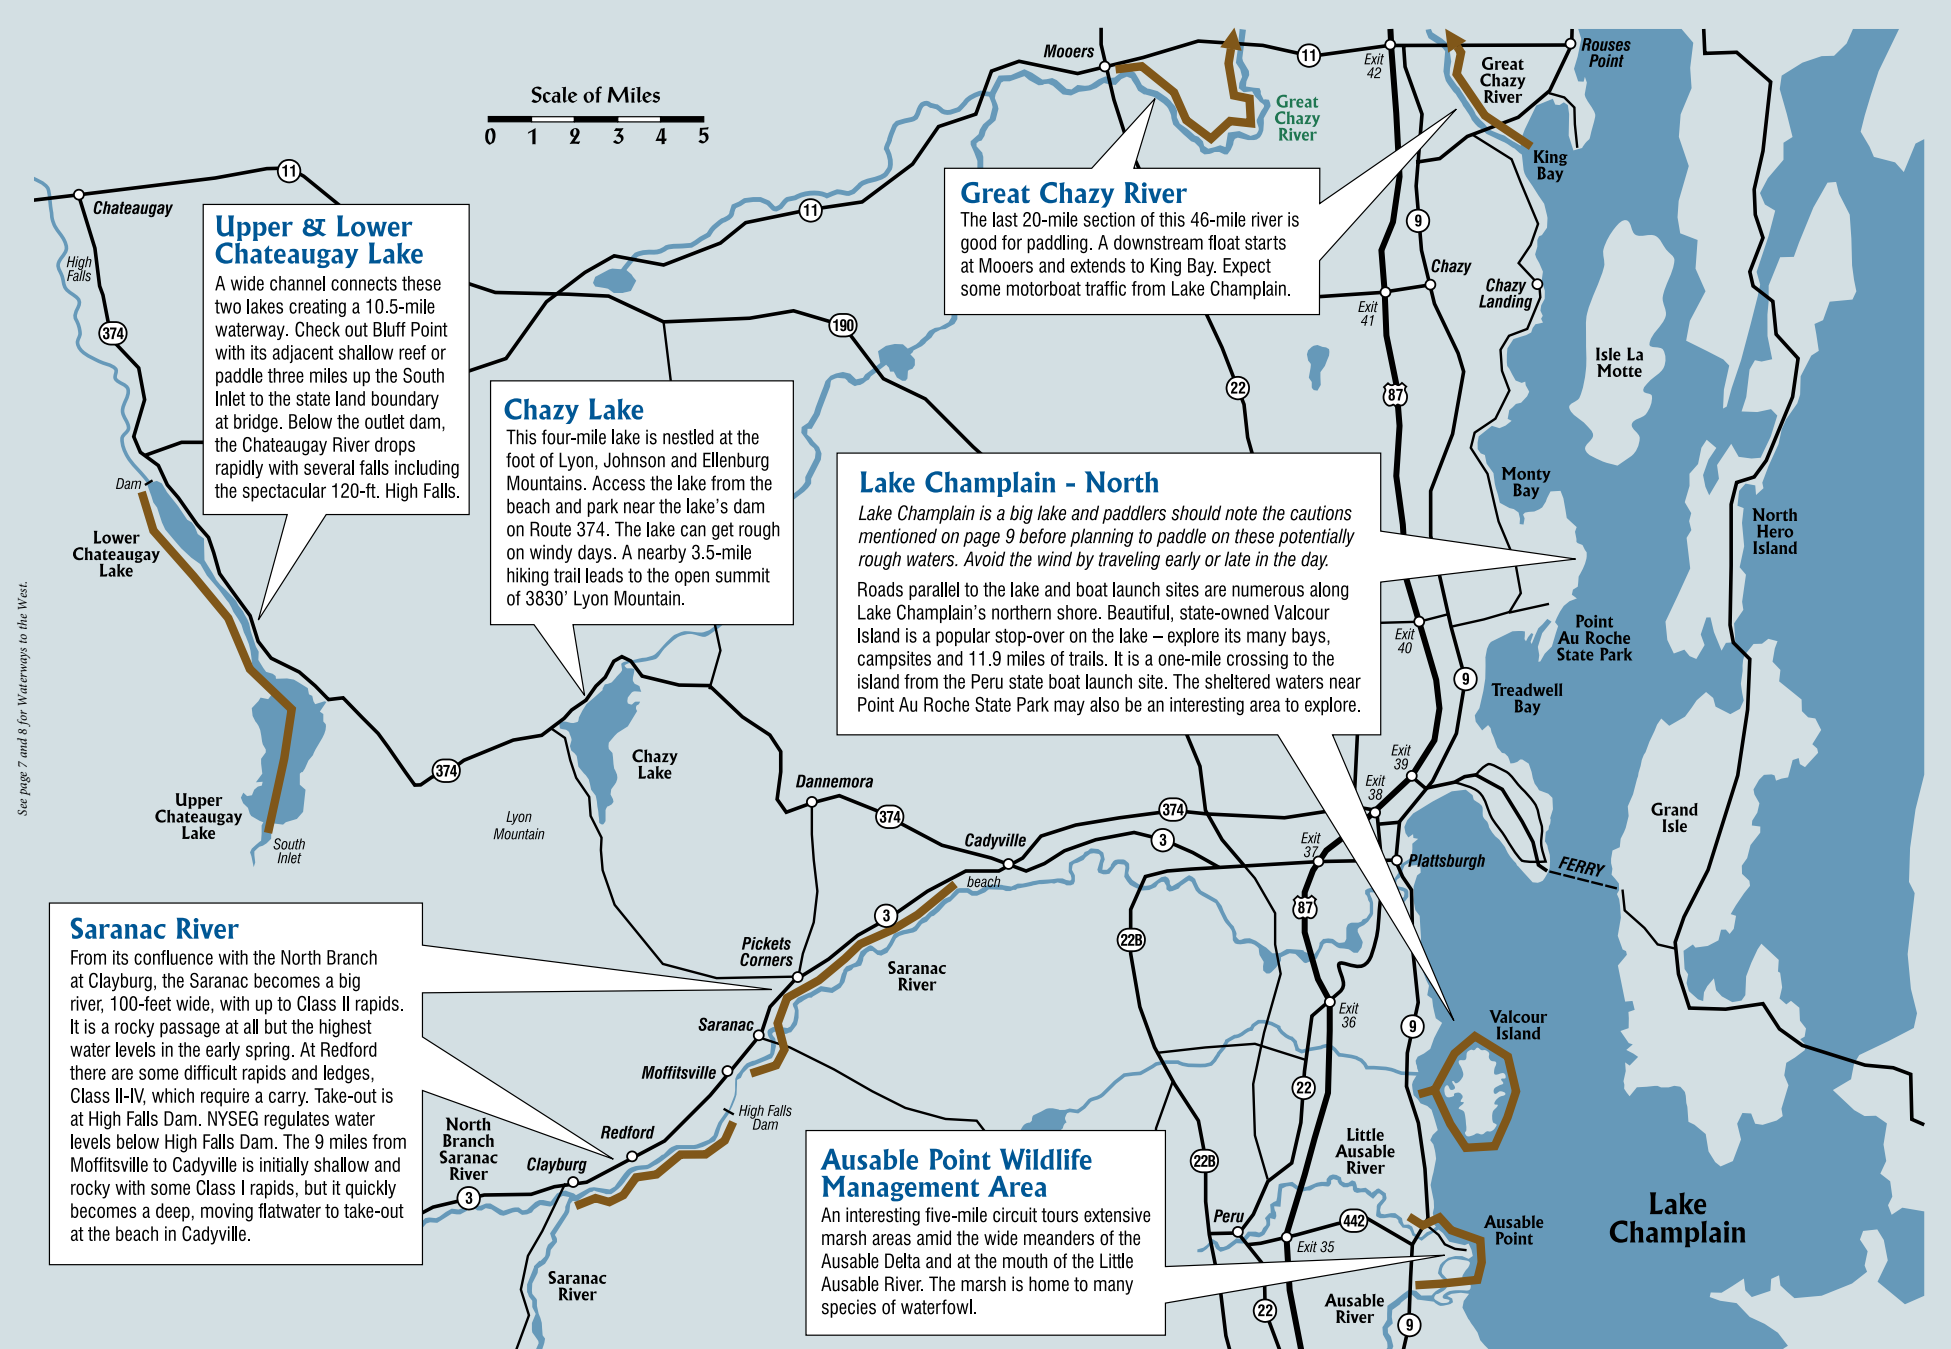 Scale of Miles
0 1 2 3 4 5
Mooers
11
Exit
42
Great
Chazy
River
Rouses
Point
Great
Chazy
River
King
Bay
11
Chateaugay
High
Falls
374
11
9
Chazy
Chazy
Landing
Exit
41
190
22
87
Isle La
Motte
Upper & Lower
Chateaugay Lake
A wide channel connects these
two lakes creating a 10.5-mile
waterway. Check out Bluff Point
with its adjacent shallow reef or
paddle three miles up the South
Inlet to the state land boundary
at bridge. Below the outlet dam,
the Chateaugay River drops
rapidly with several falls including
the spectacular 120-ft. High Falls.
Great Chazy River
The last 20-mile section of this 46-mile river is
good for paddling. A downstream float starts
at Mooers and extends to King Bay. Expect
some motorboat traffic from Lake Champlain.
Chazy Lake
This four-mile lake is nestled at the
foot of Lyon, Johnson and Ellenburg
Mountains. Access the lake from the
beach and park near the lake's dam
on Route 374. The lake can get rough
on windy days. A nearby 3.5-mile
hiking trail leads to the open summit
of 3830' Lyon Mountain.
Lake Champlain - North
Lake Champlain is a big lake and paddlers should note the cautions
mentioned on page 9 before planning to paddle on these potentially
rough waters. Avoid the wind by traveling early or late in the day.
Roads parallel to the lake and boat launch sites are numerous along
Lake Champlain's northern shore. Beautiful, state-owned Valcour
Island is a popular stop-over on the lake – explore its many bays,
campsites and 11.9 miles of trails. It is a one-mile crossing to the
island from the Peru state boat launch site. The sheltered waters near
Point Au Roche State Park may also be an interesting area to explore.
Dam
Lower
Chateaugay
Lake
Monty
Bay
North
Hero
Island
See page 7 and 8 for Waterways to the West.
Exit
40
Point
Au Roche
State Park
9
Treadwell
Bay
Chazy
Lake
374
Dannemora
Exit
39
Exit
38
Upper
Chateaugay
Lake
South
Inlet
Lyon
Mountain
374
374
3
Cadyville
Exit
37
Plattsburgh
Grand
Isle
FERRY
beach
3
87
22B
Pickets
Corners
Saranac
River
Saranac River
From its confluence with the North Branch
at Clayburg, the Saranac becomes a big
river, 100-feet wide, with up to Class II rapids.
It is a rocky passage at all but the highest
water levels in the early spring. At Redford
there are some difficult rapids and ledges,
Class II-IV, which require a carry. Take-out is
at High Falls Dam. NYSEG regulates water
levels below High Falls Dam. The 9 miles from
Moffitsville to Cadyville is initially shallow and
rocky with some Class I rapids, but it quickly
becomes a deep, moving flatwater to take-out
at the beach in Cadyville.
Saranac
Exit
36
9
Valcour
Island
Moffitsville
22
High Falls
Dam
North
Branch
Saranac
River
Redford
Clayburg
3
Little
Ausable
River
22B
Ausable Point Wildlife
Management Area
An interesting five-mile circuit tours extensive
marsh areas amid the wide meanders of the
Ausable Delta and at the mouth of the Little
Ausable River. The marsh is home to many
species of waterfowl.
Peru
442
Exit 35
Ausable
Point
Lake
Champlain
Saranac
River
22
Ausable
River
9